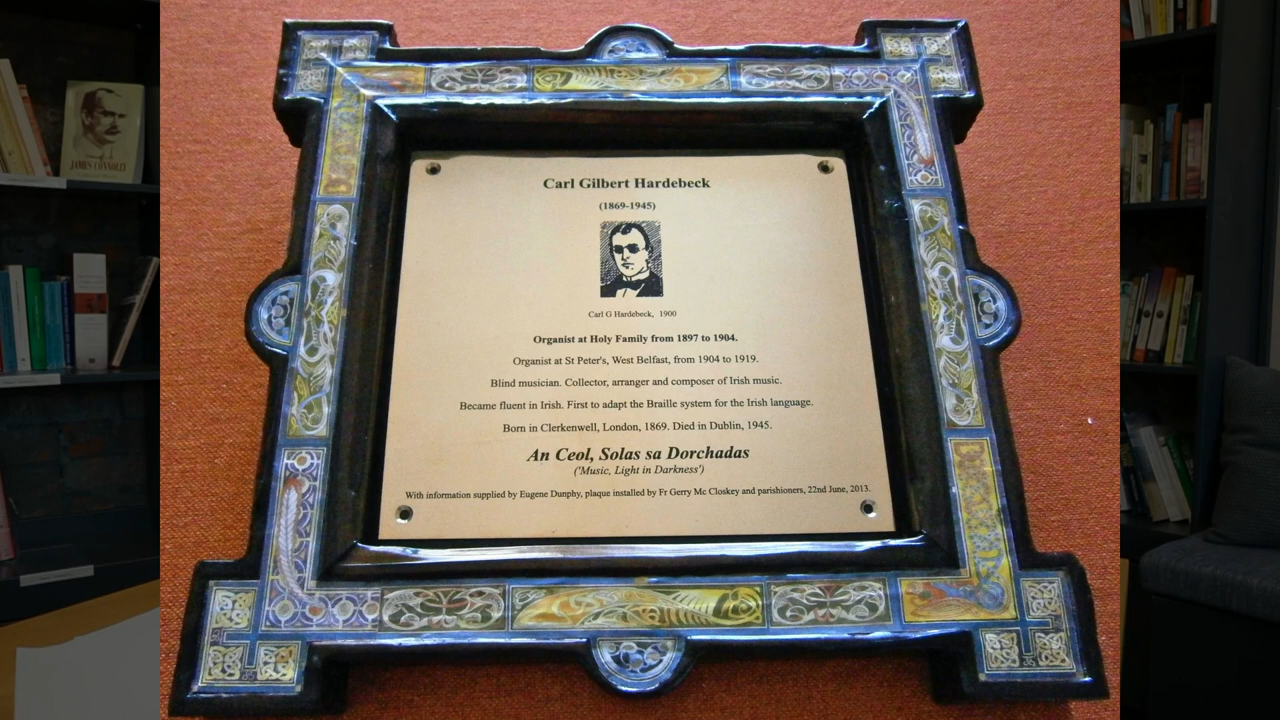 JAMES CONNOLLY
Carl Gilbert Hardebeck
(1869-1945)
Carl G Hardebeck, 1900
Organist at Holy Family from 1897 to 1904.
Organist at St Peter's, West Belfast, from 1904 to 1919.
Blind musician. Collector, arranger and composer of Irish music.
Became fluent in Irish. First to adapt the Braille system for the Irish language.
Born in Clerkenwell, London, 1869. Died in Dublin, 1945.
An Ceol, Solas sa Dorchadas
('Music, Light in Darkness')
With information supplied by Eugene Dunphy, plaque installed by Fr Gerry Mc Closkey and parishioners, 22nd June, 2013.